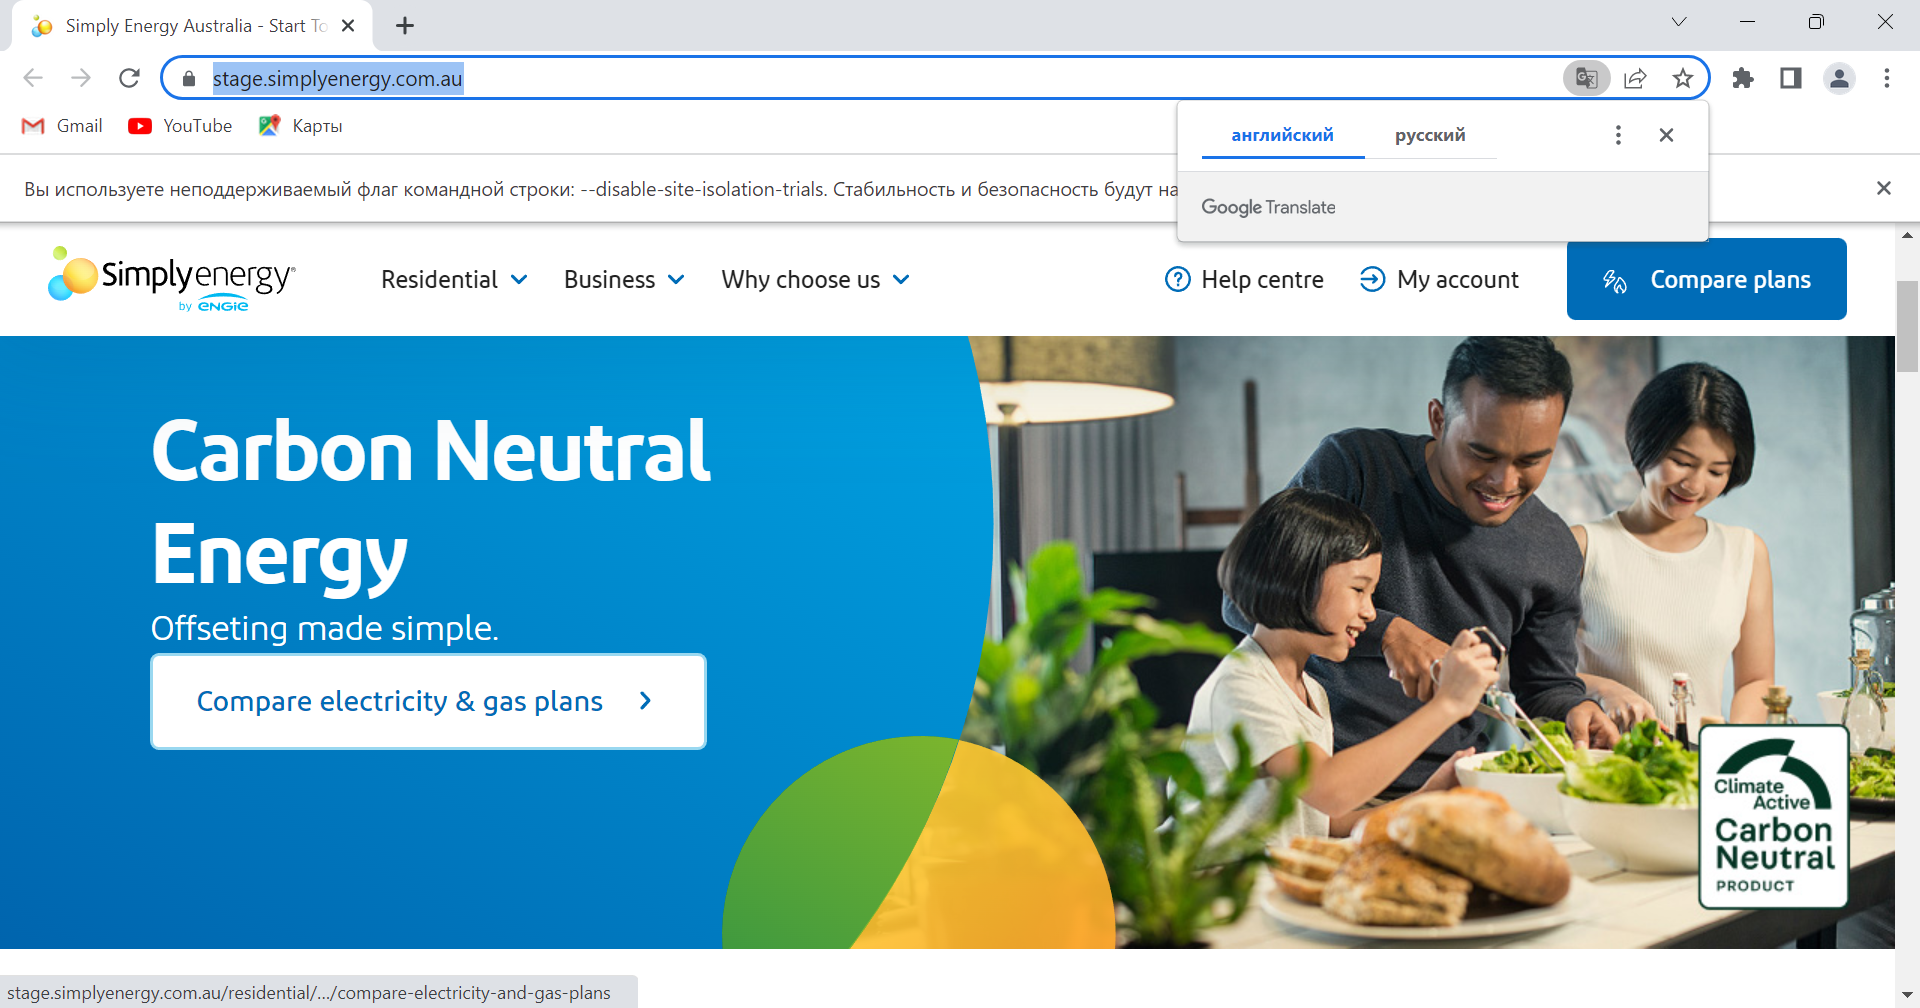 Simply Energy Australia - Start To
stage.simplyenergy.com.au
Gmail
YouTube
Карты
английский
русский
Google Translate
Вы используете неподдерживаемый флаг командной строки: --disable-site-isolation-trials. Стабильность и безопасность будут на
Simplyenergy®
by ENGIE
Residential
Business
Why choose us
Help centre
My account
Compare plans
Carbon Neutral
Energy
Offseting made simple.
Compare electricity & gas plans
Climate
Active
Carbon
Neutral
PRODUCT
stage.simplyenergy.com.au/residential/.../compare-electricity-and-gas-plans